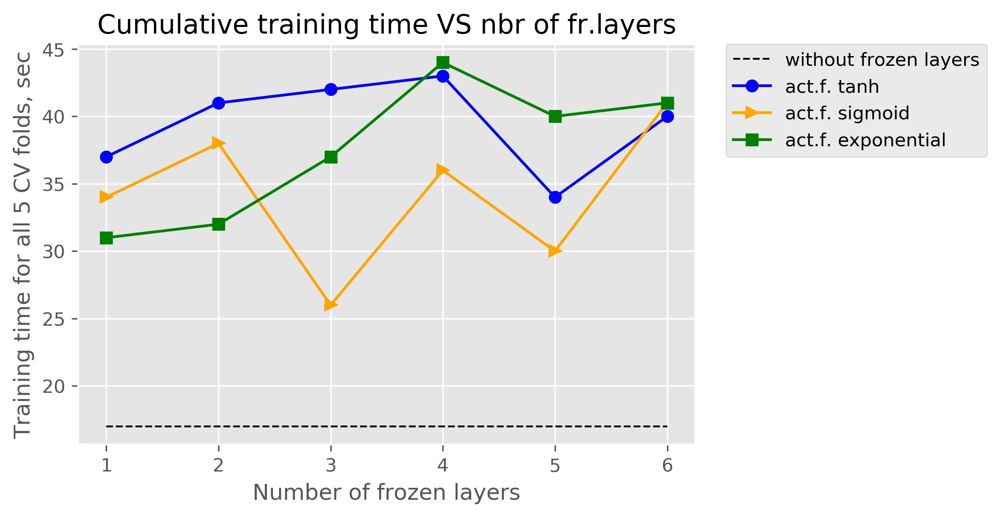 Cumulative training time VS nbr of fr.layers
Training time for all 5 CV folds, sec
45
40
35
30
25
20
1 2 3 4 5 6
Number of frozen layers
without frozen layers
act.f. tanh
act.f. sigmoid
act.f. exponential